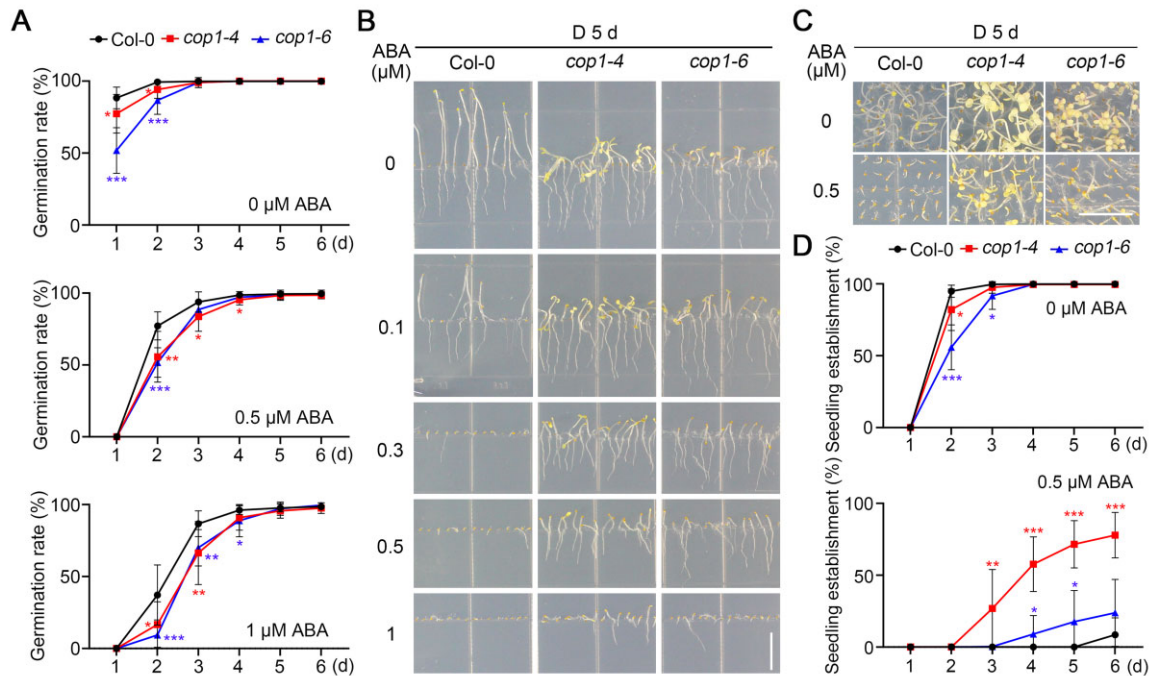 A
Col-0 cop1-4 cop1-6
Germination rate (%)
100
50
0
* * *** ***
0 µM ABA
1 2 3 4 5 6 (d)
Germination rate (%)
100
50
0
** *** * *
0.5 µM ABA
1 2 3 4 5 6 (d)
Germination rate (%)
100
50
0
* *** ** ** *
1 µM ABA
1 2 3 4 5 6 (d)
B
D 5 d
ABA
(µM)
Col-0 cop1-4 cop1-6
0
0.1
0.3
0.5
1
C
D 5 d
ABA
(µM)
Col-0 cop1-4 cop1-6
0
0.5
D
Col-0 cop1-4 cop1-6
Seedling establishment (%)
100
50
0
* *** *
0 µM ABA
1 2 3 4 5 6 (d)
Seedling establishment (%)
0.5 µM ABA
100
50
0
** *** *** ***
* *
1 2 3 4 5 6 (d)